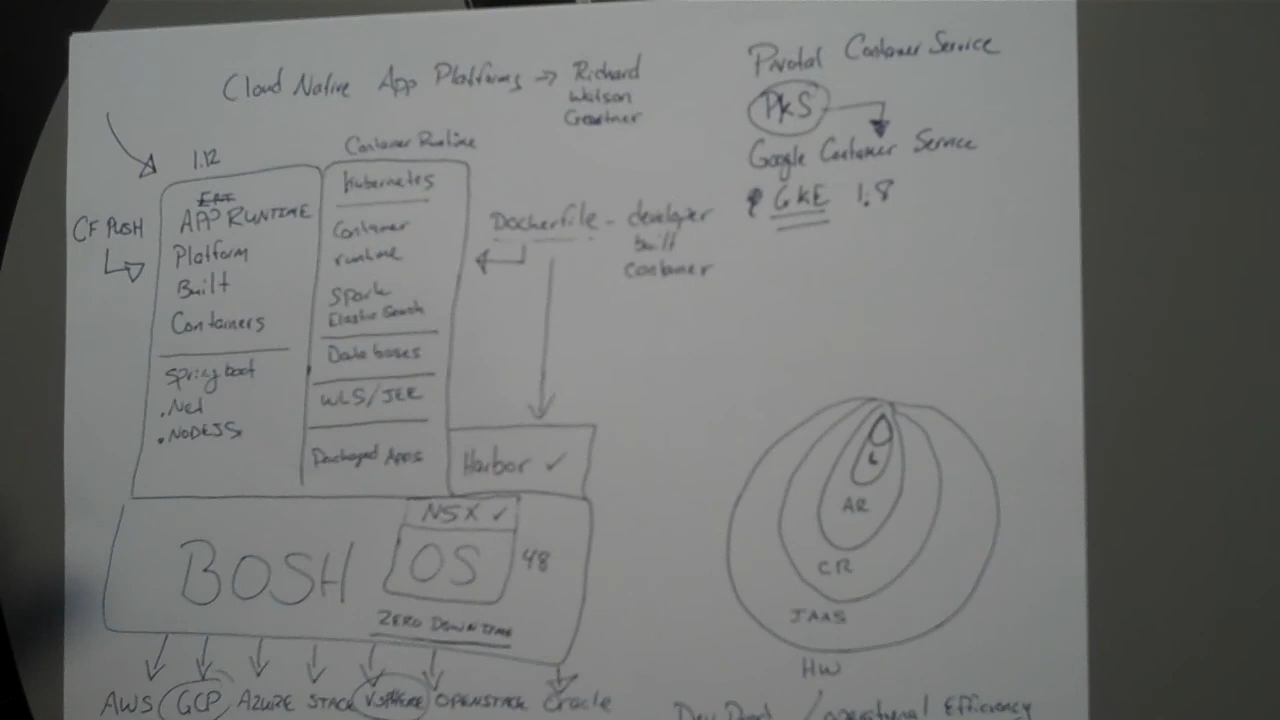 Cloud Native App Platforms → Richard
Watson
Gartner
Pivotal Container Service
PKS
Google Container Service
GKE 1.8
1.12
Container Runtime
CF PUSH
APP RUNTIME
Platform
Built
Containers
Spring boot
.Net
.NODEJS
Kubernetes
Container
runtime
Spark
Elastic Search
Databases
WLS/JEE
Packaged Apps
Dockerfile - developer
built
container
Harbor ✓
NSX ✓
BOSH
OS
48
ZERO DOWNTIME
AWS GCP AZURE STACK VSPHERE OPENSTACK Oracle
L
AR
CR
IAAS
HW
Dev Prod / operational Efficiency